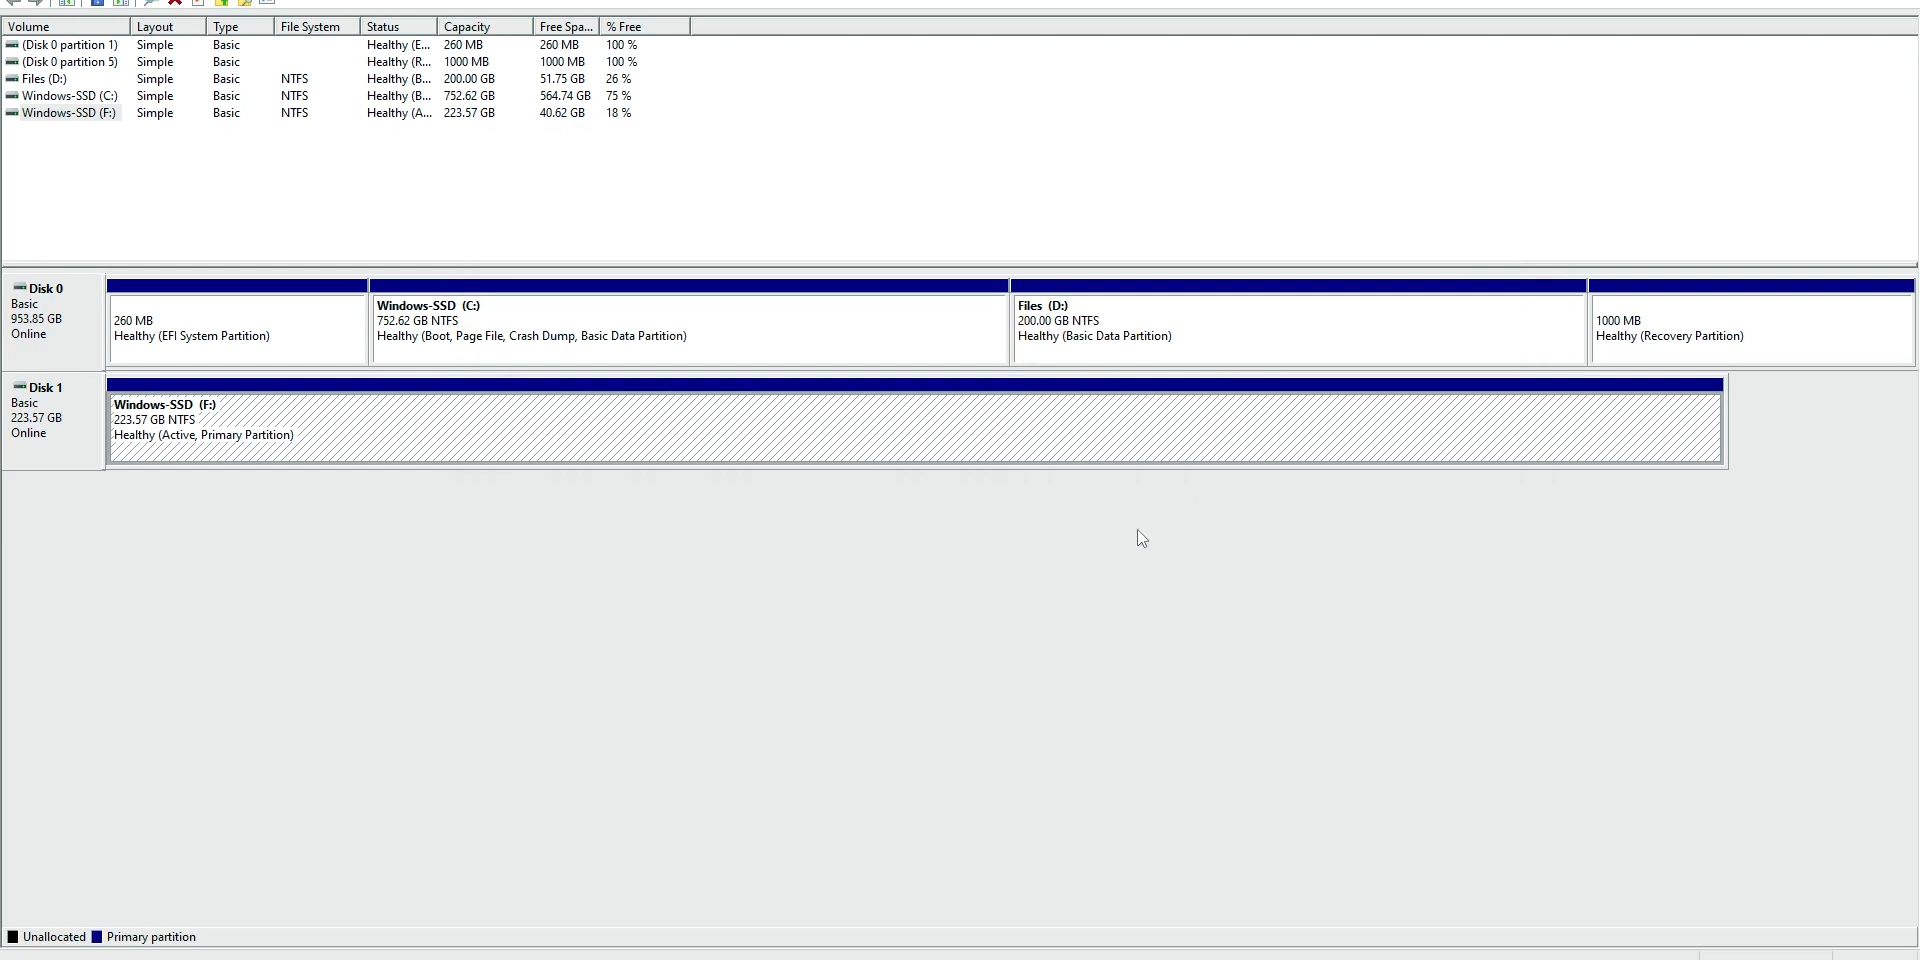 Volume Layout Type File System Status Capacity Free Spa... % Free
(Disk 0 partition 1) Simple Basic Healthy (E... 260 MB 260 MB 100 %
(Disk 0 partition 5) Simple Basic Healthy (R... 1000 MB 1000 MB 100 %
Files (D:) Simple Basic NTFS Healthy (B... 200.00 GB 51.75 GB 26 %
Windows-SSD (C:) Simple Basic NTFS Healthy (B... 752.62 GB 564.74 GB 75 %
Windows-SSD (F:) Simple Basic NTFS Healthy (A... 223.57 GB 40.62 GB 18 %
Disk 0
Basic
953.85 GB
Online
260 MB
Healthy (EFI System Partition)
Windows-SSD (C:)
752.62 GB NTFS
Healthy (Boot, Page File, Crash Dump, Basic Data Partition)
Files (D:)
200.00 GB NTFS
Healthy (Basic Data Partition)
1000 MB
Healthy (Recovery Partition)
Disk 1
Basic
223.57 GB
Online
Windows-SSD (F:)
223.57 GB NTFS
Healthy (Active, Primary Partition)
Unallocated Primary partition